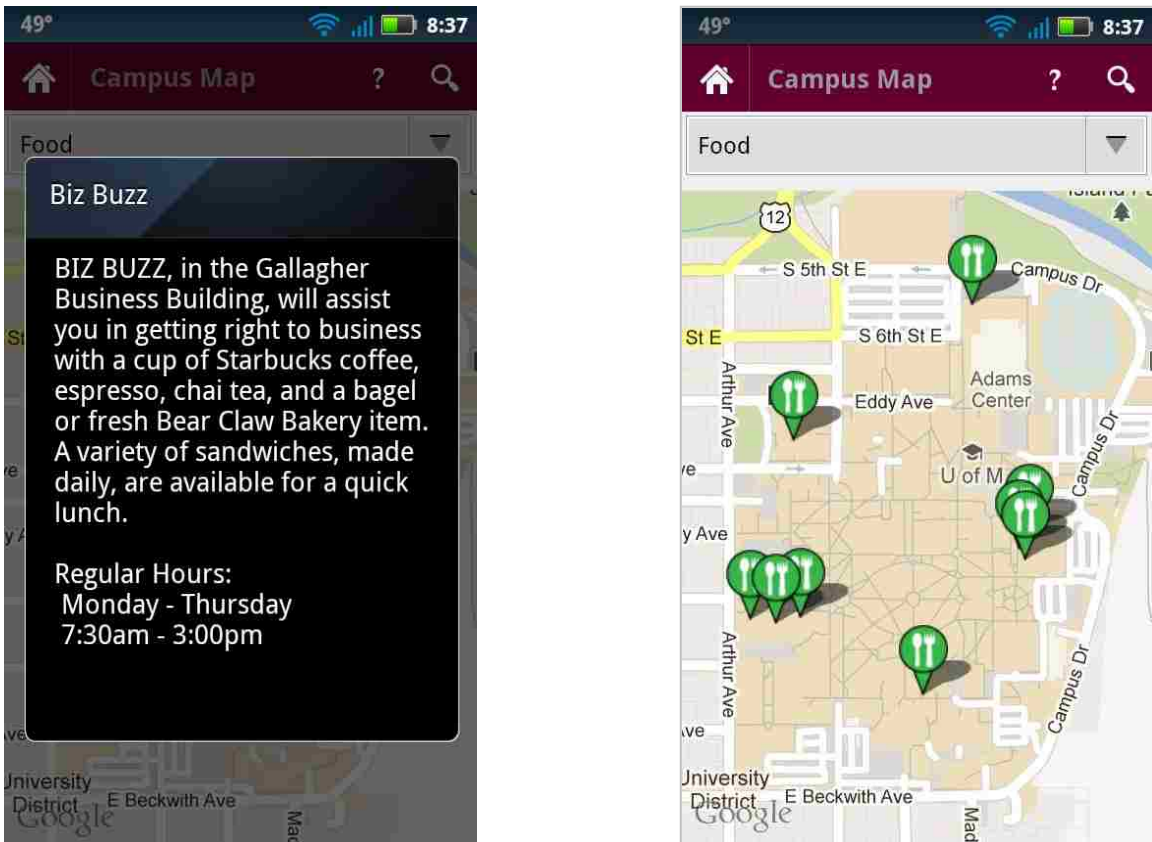 49°
8:37
Campus Map
?
Food
Biz Buzz
BIZ BUZZ, in the Gallagher
Business Building, will assist
you in getting right to business
with a cup of Starbucks coffee,
espresso, chai tea, and a bagel
or fresh Bear Claw Bakery item.
A variety of sandwiches, made
daily, are available for a quick
lunch.
Regular Hours:
Monday - Thursday
7:30am - 3:00pm
University
District
E Beckwith Ave
Google
Mad
49°
8:37
Campus Map
?
Food
12
S 5th St E
Campus Dr
St E
S 6th St E
Arthur Ave
Adams
Center
Eddy Ave
U of M
Campus Dr
y Ave
Arthur Ave
Campus Dr
University
District
E Beckwith Ave
Google
Mad